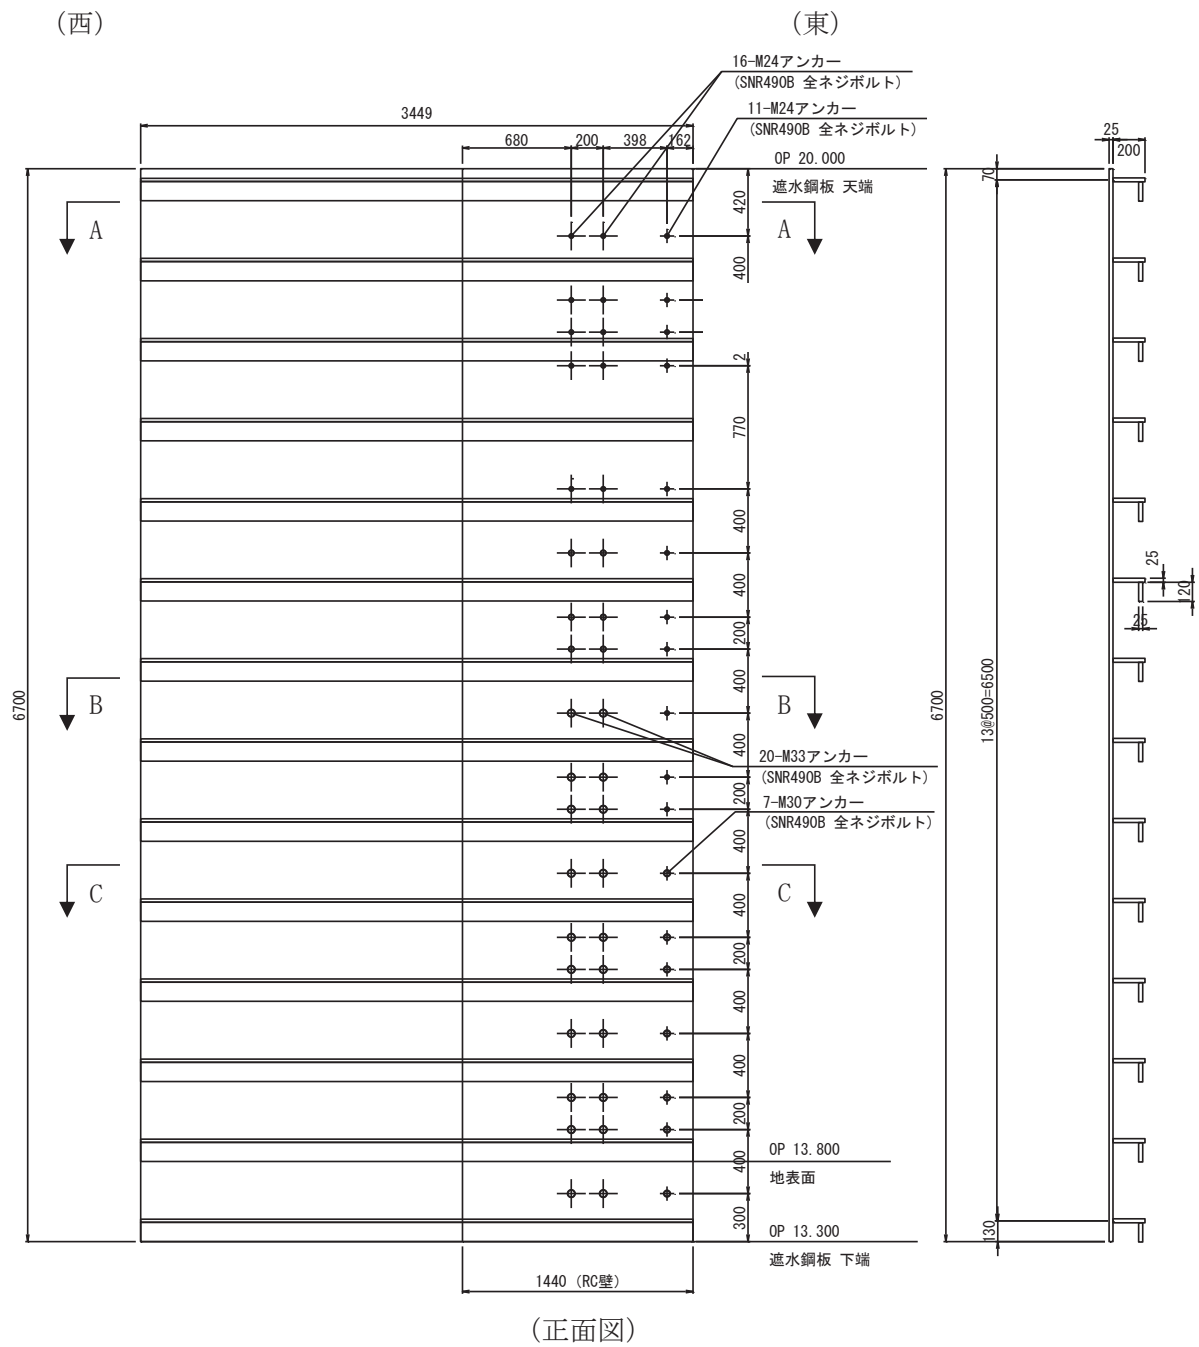 （西）
（東）
16-M24アンカー
(SNR490B 全ネジボルト)
11-M24アンカー
(SNR490B 全ネジボルト)
3449
680
200
398
162
OP 20.000
遮水鋼板 天端
25
200
70
420
A
A
400
2
770
400
400
25
120
25
200
400
6700
B
B
6700
13@500=6500
400
20-M33アンカー
(SNR490B 全ネジボルト)
200
7-M30アンカー
(SNR490B 全ネジボルト)
400
C
C
400
200
400
400
200
OP 13.800
400
地表面
300
OP 13.300
130
遮水鋼板 下端
1440 (RC壁)
（正面図）